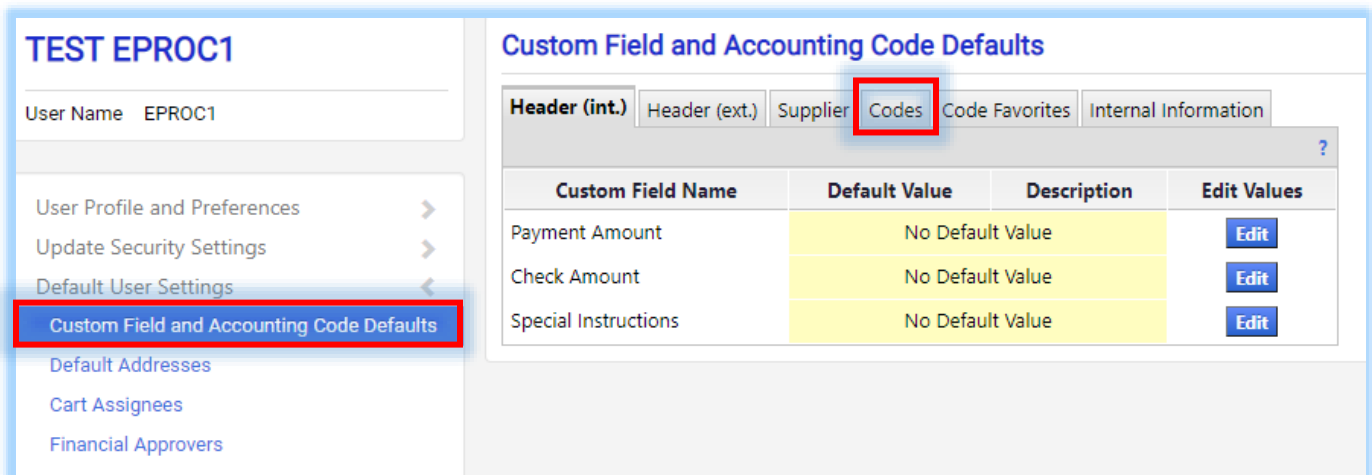 TEST EPROC1
User Name EPROC1
User Profile and Preferences
Update Security Settings
Default User Settings
Custom Field and Accounting Code Defaults
Default Addresses
Cart Assignees
Financial Approvers
Custom Field and Accounting Code Defaults
Header (int.) Header (ext.) Supplier Codes Code Favorites Internal Information
?
Custom Field Name Default Value Description Edit Values
Payment Amount No Default Value Edit
Check Amount No Default Value Edit
Special Instructions No Default Value Edit